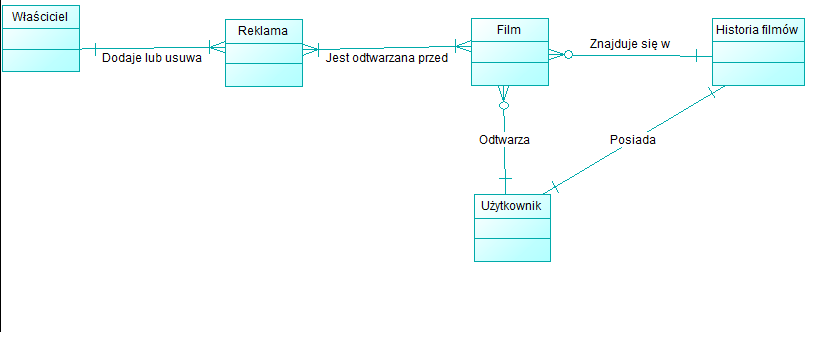 Właściciel
Reklama
Film
Historia filmów
Dodaje lub usuwa
Jest odtwarzana przed
Znajduje się w
Odtwarza
Posiada
Użytkownik